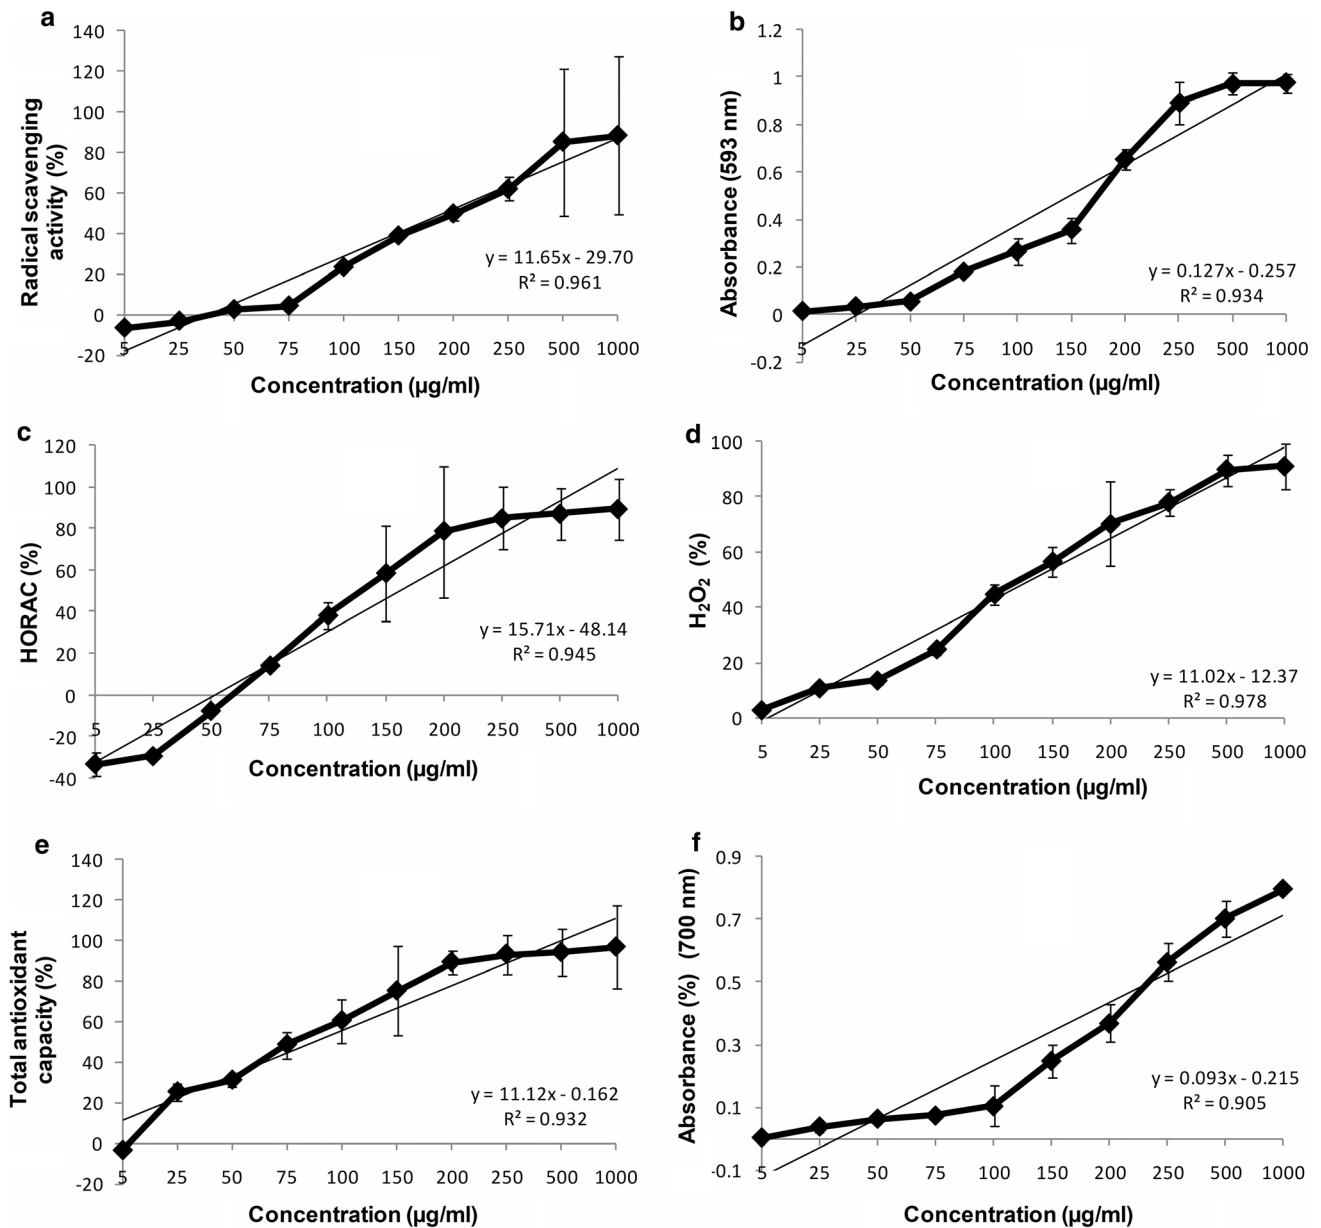 a
140
120
100
80
60
40
20
0
-20
Radical scavenging
activity (%)
y = 11.65x - 29.70
R² = 0.961
5 25 50 75 100 150 200 250 500 1000
Concentration (µg/ml)
b
1.2
1
0.8
0.6
0.4
0.2
0
-0.2
Absorbance (593 nm)
y = 0.127x - 0.257
R² = 0.934
5 25 50 75 100 150 200 250 500 1000
Concentration (µg/ml)
c
120
100
80
60
40
20
0
-20
-40
HORAC (%)
y = 15.71x - 48.14
R² = 0.945
5 25 50 75 100 150 200 250 500 1000
Concentration (µg/ml)
d
100
80
60
40
20
0
H₂O₂ (%)
y = 11.02x - 12.37
R² = 0.978
5 25 50 75 100 150 200 250 500 1000
Concentration (µg/ml)
e
140
120
100
80
60
40
20
0
-20
Total antioxidant
capacity (%)
y = 11.12x - 0.162
R² = 0.932
5 25 50 75 100 150 200 250 500 1000
Concentration (µg/ml)
f
0.9
0.7
0.5
0.3
0.1
-0.1
Absorbance (%) (700 nm)
y = 0.093x - 0.215
R² = 0.905
5 25 50 75 100 150 200 250 500 1000
Concentration (µg/ml)